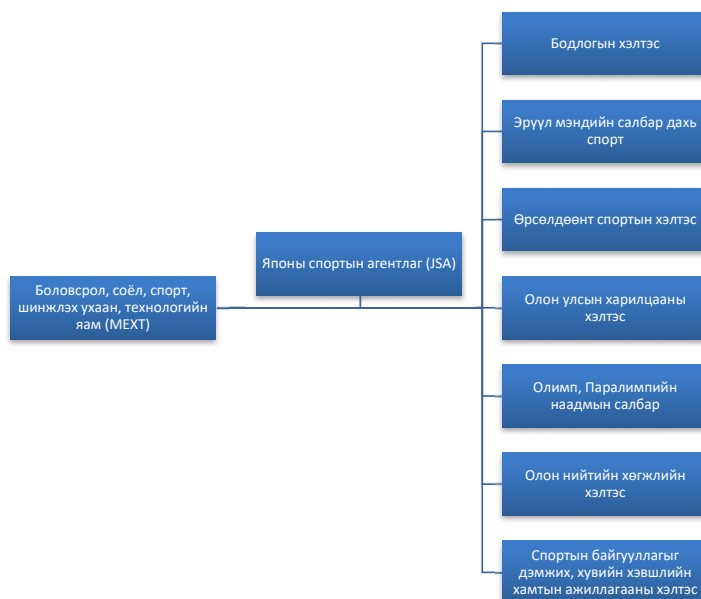 Боловсрол, соёл, спорт,
шинжлэх ухаан, технологийн
яам (MEXT)
Японы спортын агентлаг (JSA)
Бодлогын хэлтэс
Эрүүл мэндийн салбар дахь
спорт
Өрсөлдөөнт спортын хэлтэс
Олон улсын харилцааны
хэлтэс
Олимп, Паралимпийн
наадмын салбар
Олон нийтийн хөгжлийн
хэлтэс
Спортын байгууллагыг
дэмжих, хувийн хэвшлийн
хамтын ажиллагааны хэлтэс